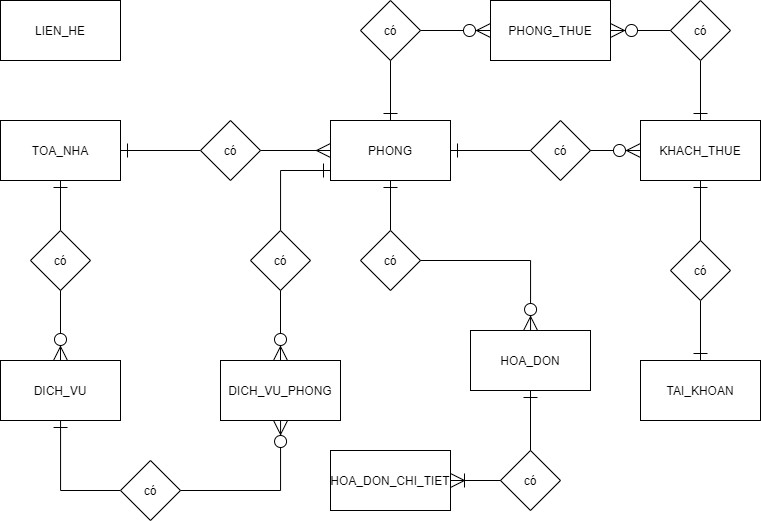 LIEN_HE
có
PHONG_THUE
có
TOA_NHA
có
PHONG
có
KHACH_THUE
có
có
có
có
HOA_DON
DICH_VU
DICH_VU_PHONG
TAI_KHOAN
HOA_DON_CHI_TIET
có
có